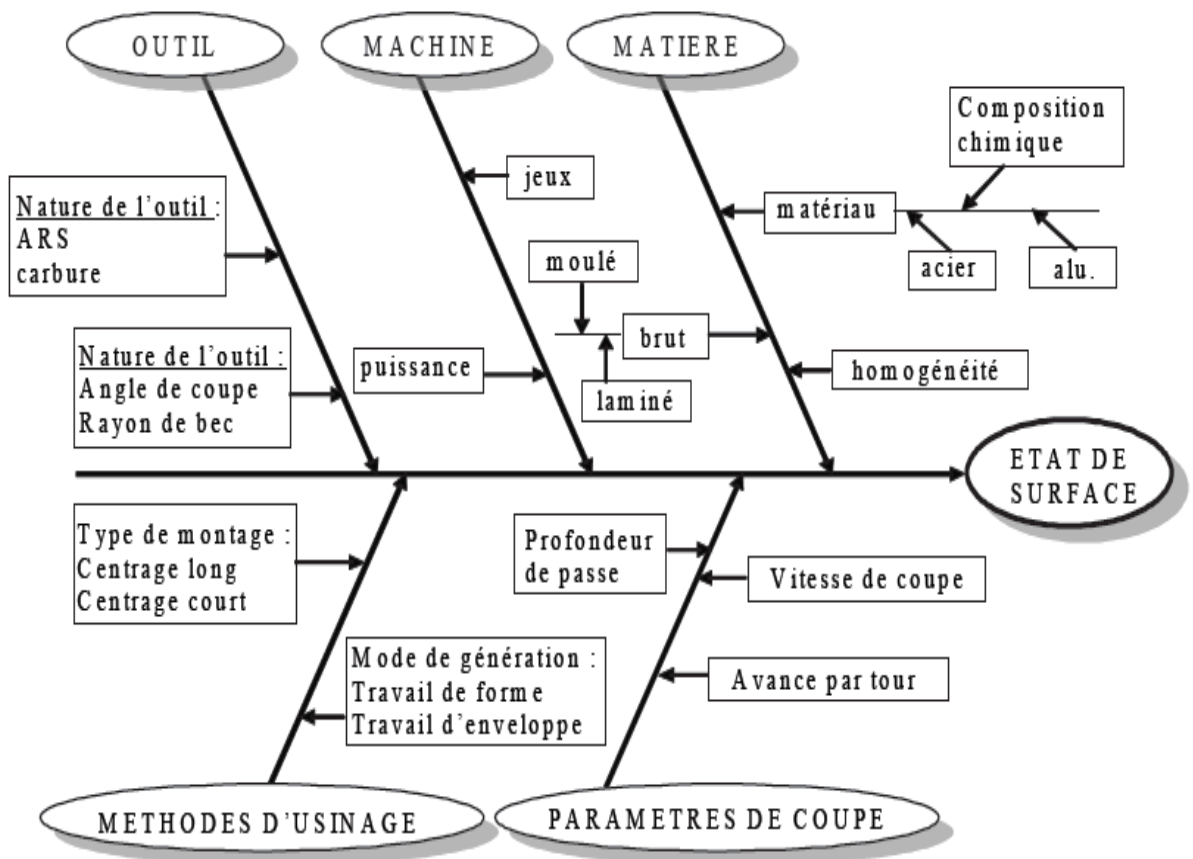 OUTIL
MACHINE
MATIERE
Composition
chimique
jeux
Nature de l'outil :
ARS
carbure
matériau
moulé
acier
alu.
brut
Nature de l'outil :
Angle de coupe
Rayon de bec
puissance
homogénéité
laminé
ETAT DE
SURFACE
Type de montage :
Centrage long
Centrage court
Profondeur
de passe
Vitesse de coupe
Mode de génération :
Travail de forme
Travail d'enveloppe
Avance par tour
METHODES D'USINAGE
PARAMETRES DE COUPE